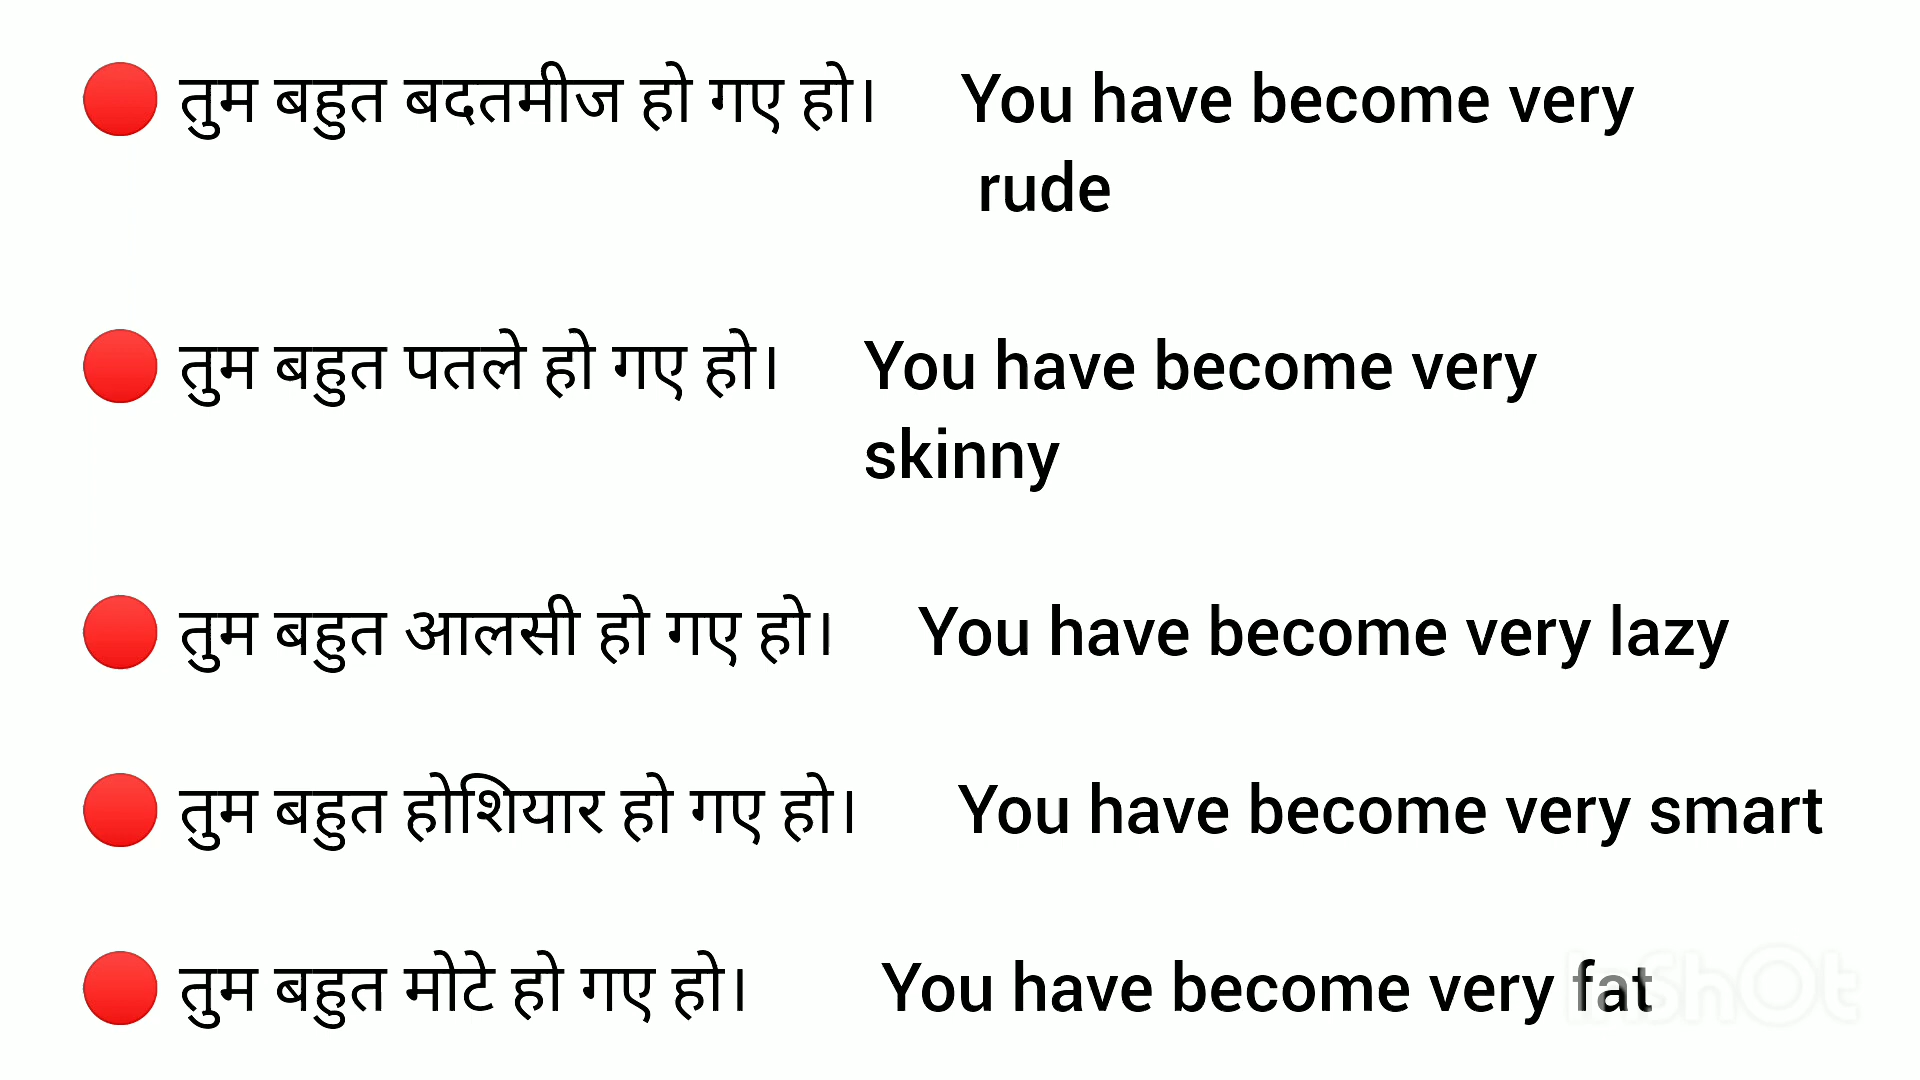 🔴 तुम बहुत बदतमीज हो गए हो। You have become very
rude
🔴 तुम बहुत पतले हो गए हो। You have become very
skinny
🔴 तुम बहुत आलसी हो गए हो। You have become very lazy
🔴 तुम बहुत होशियार हो गए हो। You have become very smart
🔴 तुम बहुत मोटे हो गए हो। You have become very fat
InShOt